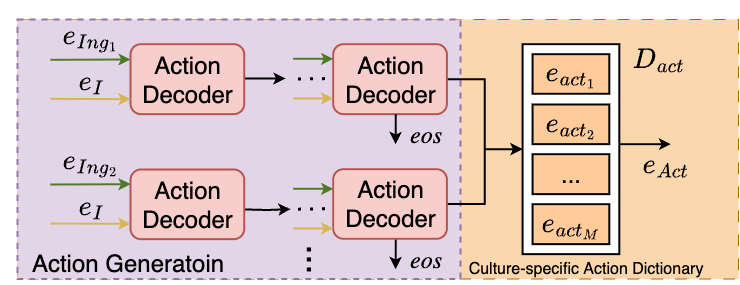 e_{Ing_1}
e_I
Action
Decoder
...
Action
Decoder
eos
e_{Ing_2}
e_I
Action
Decoder
...
Action
Decoder
eos
⋮
Action Generatoin
e_{act_1}
e_{act_2}
...
e_{act_M}
D_{act}
e_{Act}
Culture-specific Action Dictionary